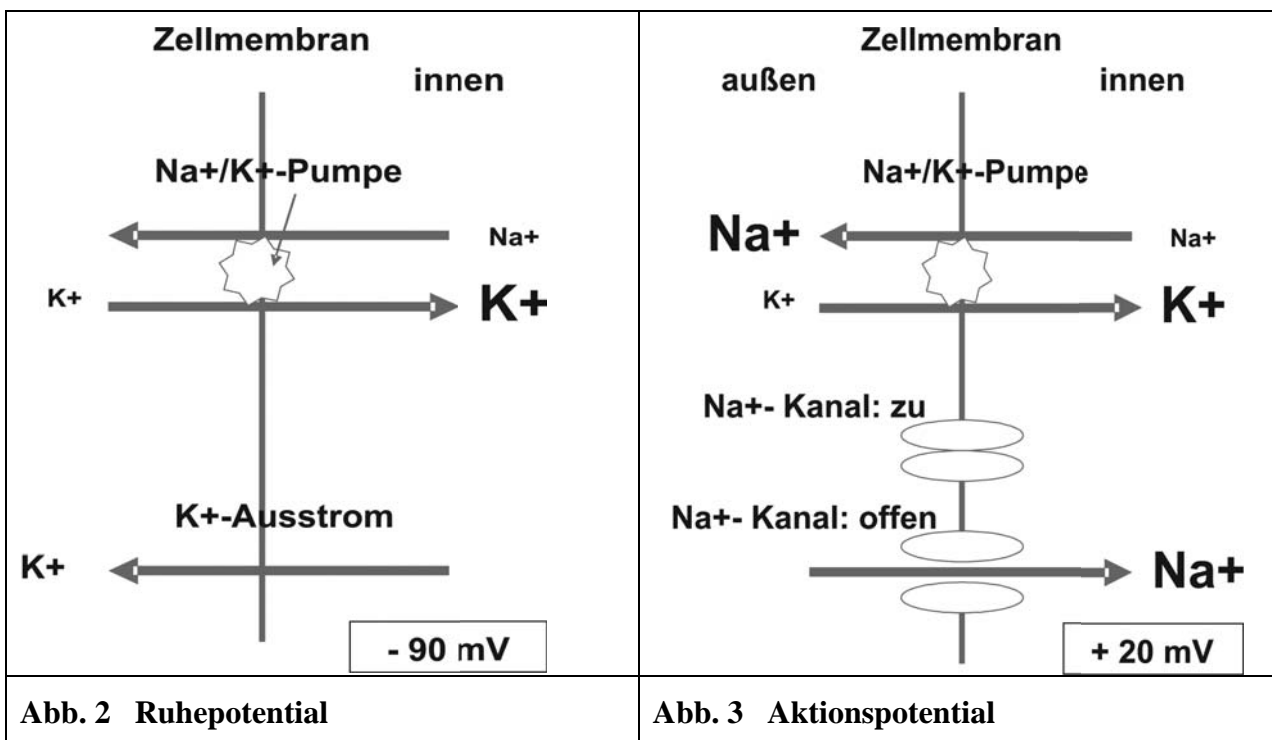 Zellmembran
innen
Na+/K+-Pumpe
Na+
K+
K+
K+-Ausstrom
K+
- 90 mV
Abb. 2 Ruhepotential
Zellmembran
außen innen
Na+/K+-Pumpe
Na+ Na+
K+ K+
Na+- Kanal: zu
Na+- Kanal: offen
Na+
+ 20 mV
Abb. 3 Aktionspotential